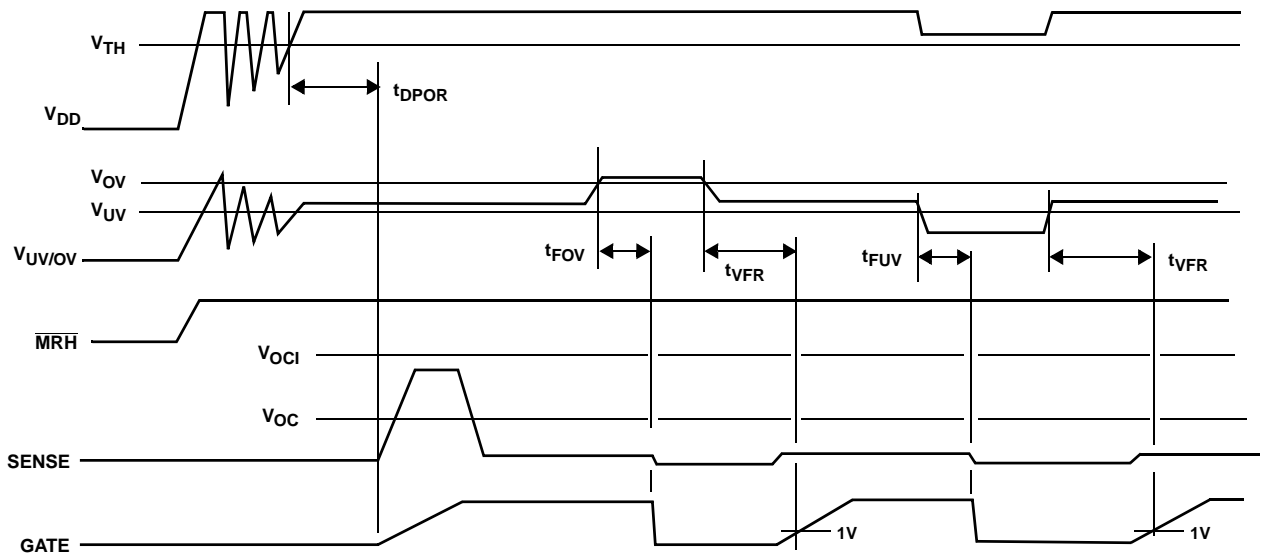 VTH
tDPOR
VDD
VOV
VUV
VUV/OV
tFOV
tVFR
tFUV
tVFR
MRH
VOCI
VOC
SENSE
GATE
1V
1V